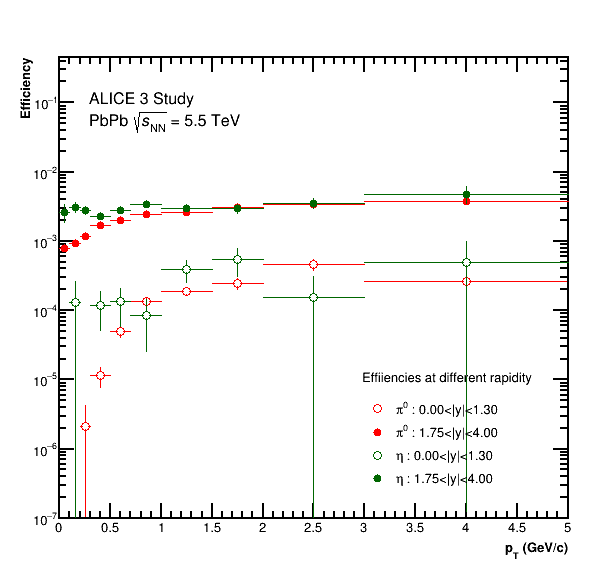 Efficiency
ALICE 3 Study
PbPb √sNN = 5.5 TeV
10⁻¹
10⁻²
10⁻³
10⁻⁴
10⁻⁵
10⁻⁶
10⁻⁷
Effiiencies at different rapidity
π⁰ : 0.00<|y|<1.30
π⁰ : 1.75<|y|<4.00
η : 0.00<|y|<1.30
η : 1.75<|y|<4.00
0 0.5 1 1.5 2 2.5 3 3.5 4 4.5 5
pT (GeV/c)